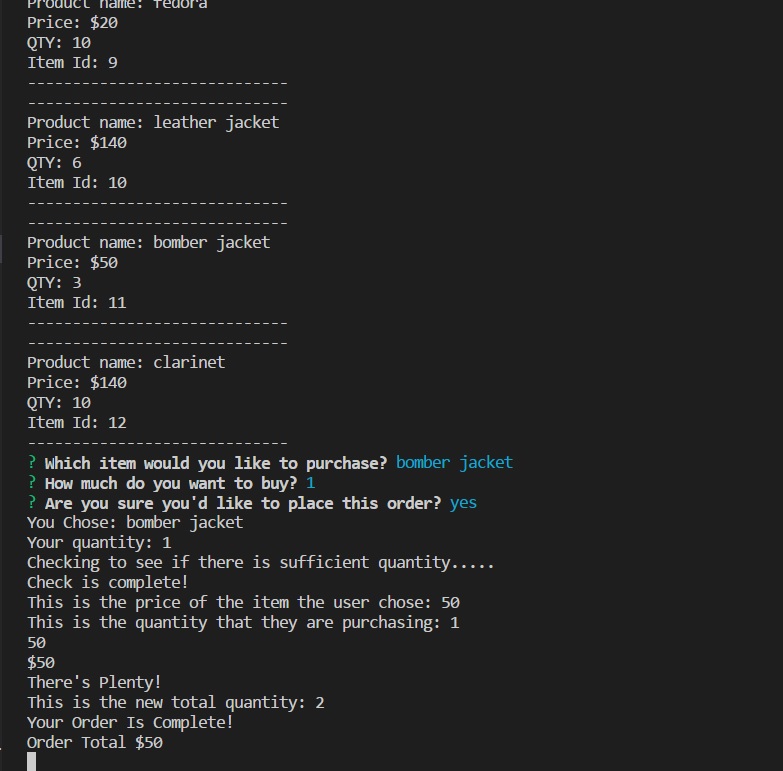 Product name: fedora
Price: $20
QTY: 10
Item Id: 9
-----------------------------
-----------------------------
Product name: leather jacket
Price: $140
QTY: 6
Item Id: 10
-----------------------------
-----------------------------
Product name: bomber jacket
Price: $50
QTY: 3
Item Id: 11
-----------------------------
-----------------------------
Product name: clarinet
Price: $140
QTY: 10
Item Id: 12
-----------------------------
? Which item would you like to purchase? bomber jacket
? How much do you want to buy? 1
? Are you sure you'd like to place this order? yes
You Chose: bomber jacket
Your quantity: 1
Checking to see if there is sufficient quantity.....
Check is complete!
This is the price of the item the user chose: 50
This is the quantity that they are purchasing: 1
50
$50
There's Plenty!
This is the new total quantity: 2
Your Order Is Complete!
Order Total $50